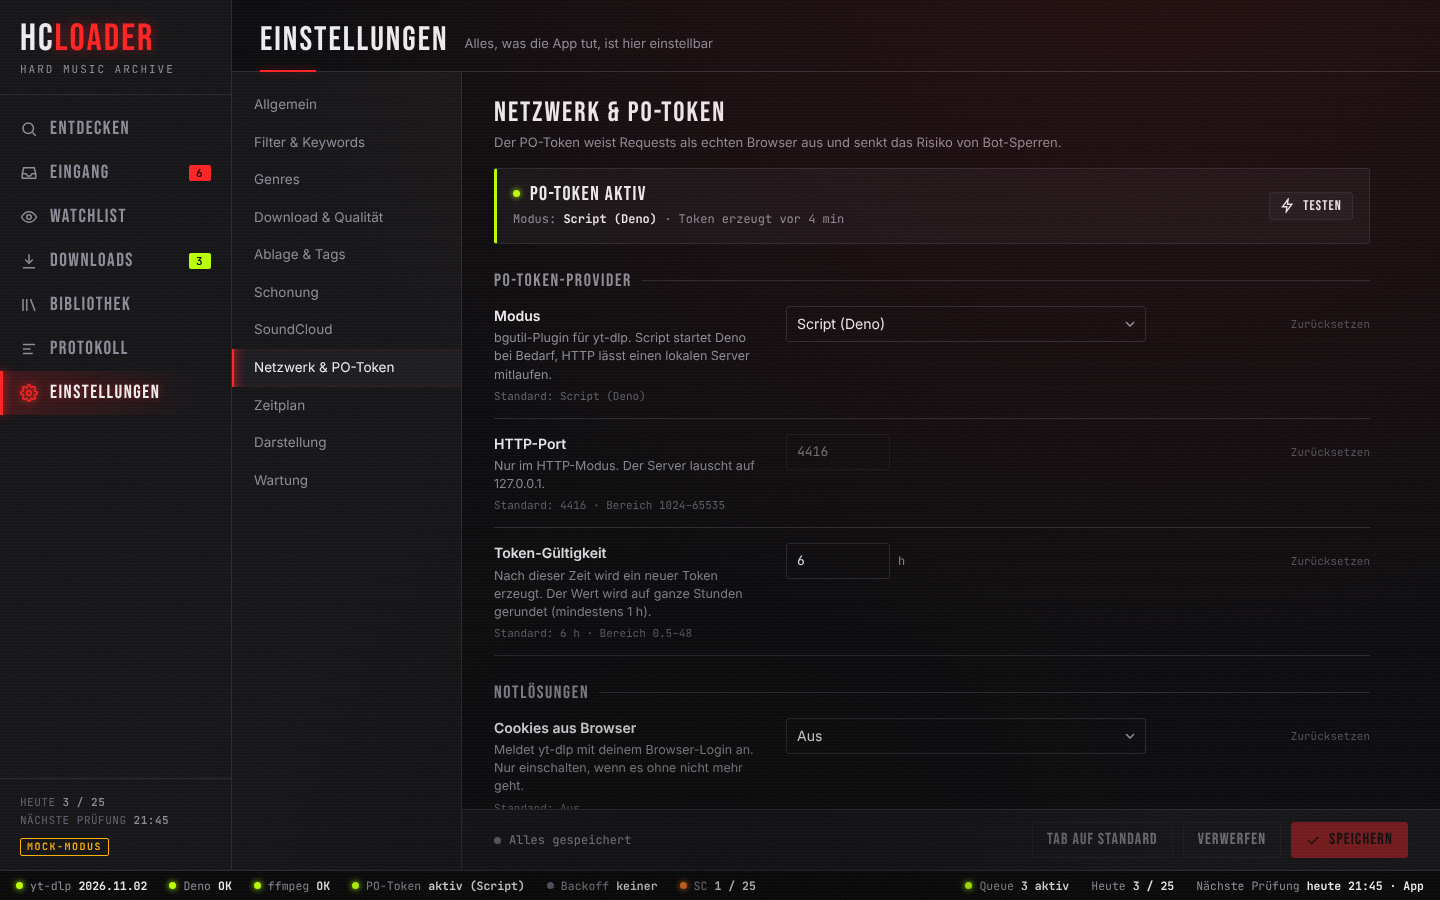 HCLOADER
HARD MUSIC ARCHIVE
ENTDECKEN
EINGANG 6
WATCHLIST
DOWNLOADS 3
BIBLIOTHEK
PROTOKOLL
EINSTELLUNGEN
HEUTE 3 / 25
NÄCHSTE PRÜFUNG 21:45
MOCK-MODUS
EINSTELLUNGEN Alles, was die App tut, ist hier einstellbar
Allgemein
Filter & Keywords
Genres
Download & Qualität
Ablage & Tags
Schonung
SoundCloud
Netzwerk & PO-Token
Zeitplan
Darstellung
Wartung
NETZWERK & PO-TOKEN
Der PO-Token weist Requests als echten Browser aus und senkt das Risiko von Bot-Sperren.
PO-TOKEN AKTIV
Modus: Script (Deno) · Token erzeugt vor 4 min
TESTEN
PO-TOKEN-PROVIDER
Modus
bgutil-Plugin für yt-dlp. Script startet Deno
bei Bedarf, HTTP lässt einen lokalen Server
mitlaufen.
Standard: Script (Deno)
Script (Deno)
Zurücksetzen
HTTP-Port
Nur im HTTP-Modus. Der Server lauscht auf
127.0.0.1.
Standard: 4416 · Bereich 1024–65535
4416
Zurücksetzen
Token-Gültigkeit
Nach dieser Zeit wird ein neuer Token
erzeugt. Der Wert wird auf ganze Stunden
gerundet (mindestens 1 h).
Standard: 6 h · Bereich 0.5–48
6 h
Zurücksetzen
NOTLÖSUNGEN
Cookies aus Browser
Meldet yt-dlp mit deinem Browser-Login an.
Nur einschalten, wenn es ohne nicht mehr
geht.
Standard: Aus
Aus
Zurücksetzen
Alles gespeichert
TAB AUF STANDARD
VERWERFEN
SPEICHERN
yt-dlp 2026.11.02 Deno OK ffmpeg OK PO-Token aktiv (Script) Backoff keiner SC 1 / 25 Queue 3 aktiv Heute 3 / 25 Nächste Prüfung heute 21:45 · App